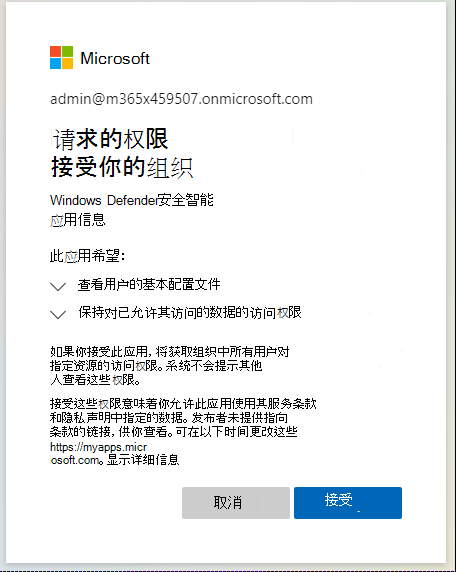 Microsoft
admin@m365x459507.onmicrosoft.com
请求的权限
接受你的组织
Windows Defender安全智能
应用信息
此应用希望：
查看用户的基本配置文件
保持对已允许其访问的数据的访问权限
如果你接受此应用，将获取组织中所有用户对
指定资源的访问权限。系统不会提示其他
人查看这些权限。
接受这些权限意味着你允许此应用使用其服务条款
和隐私声明中指定的数据。发布者未提供指向
条款的链接，供你查看。可在以下时间更改这些
https://myapps.micr
osoft.com。显示详细信息
取消
接受